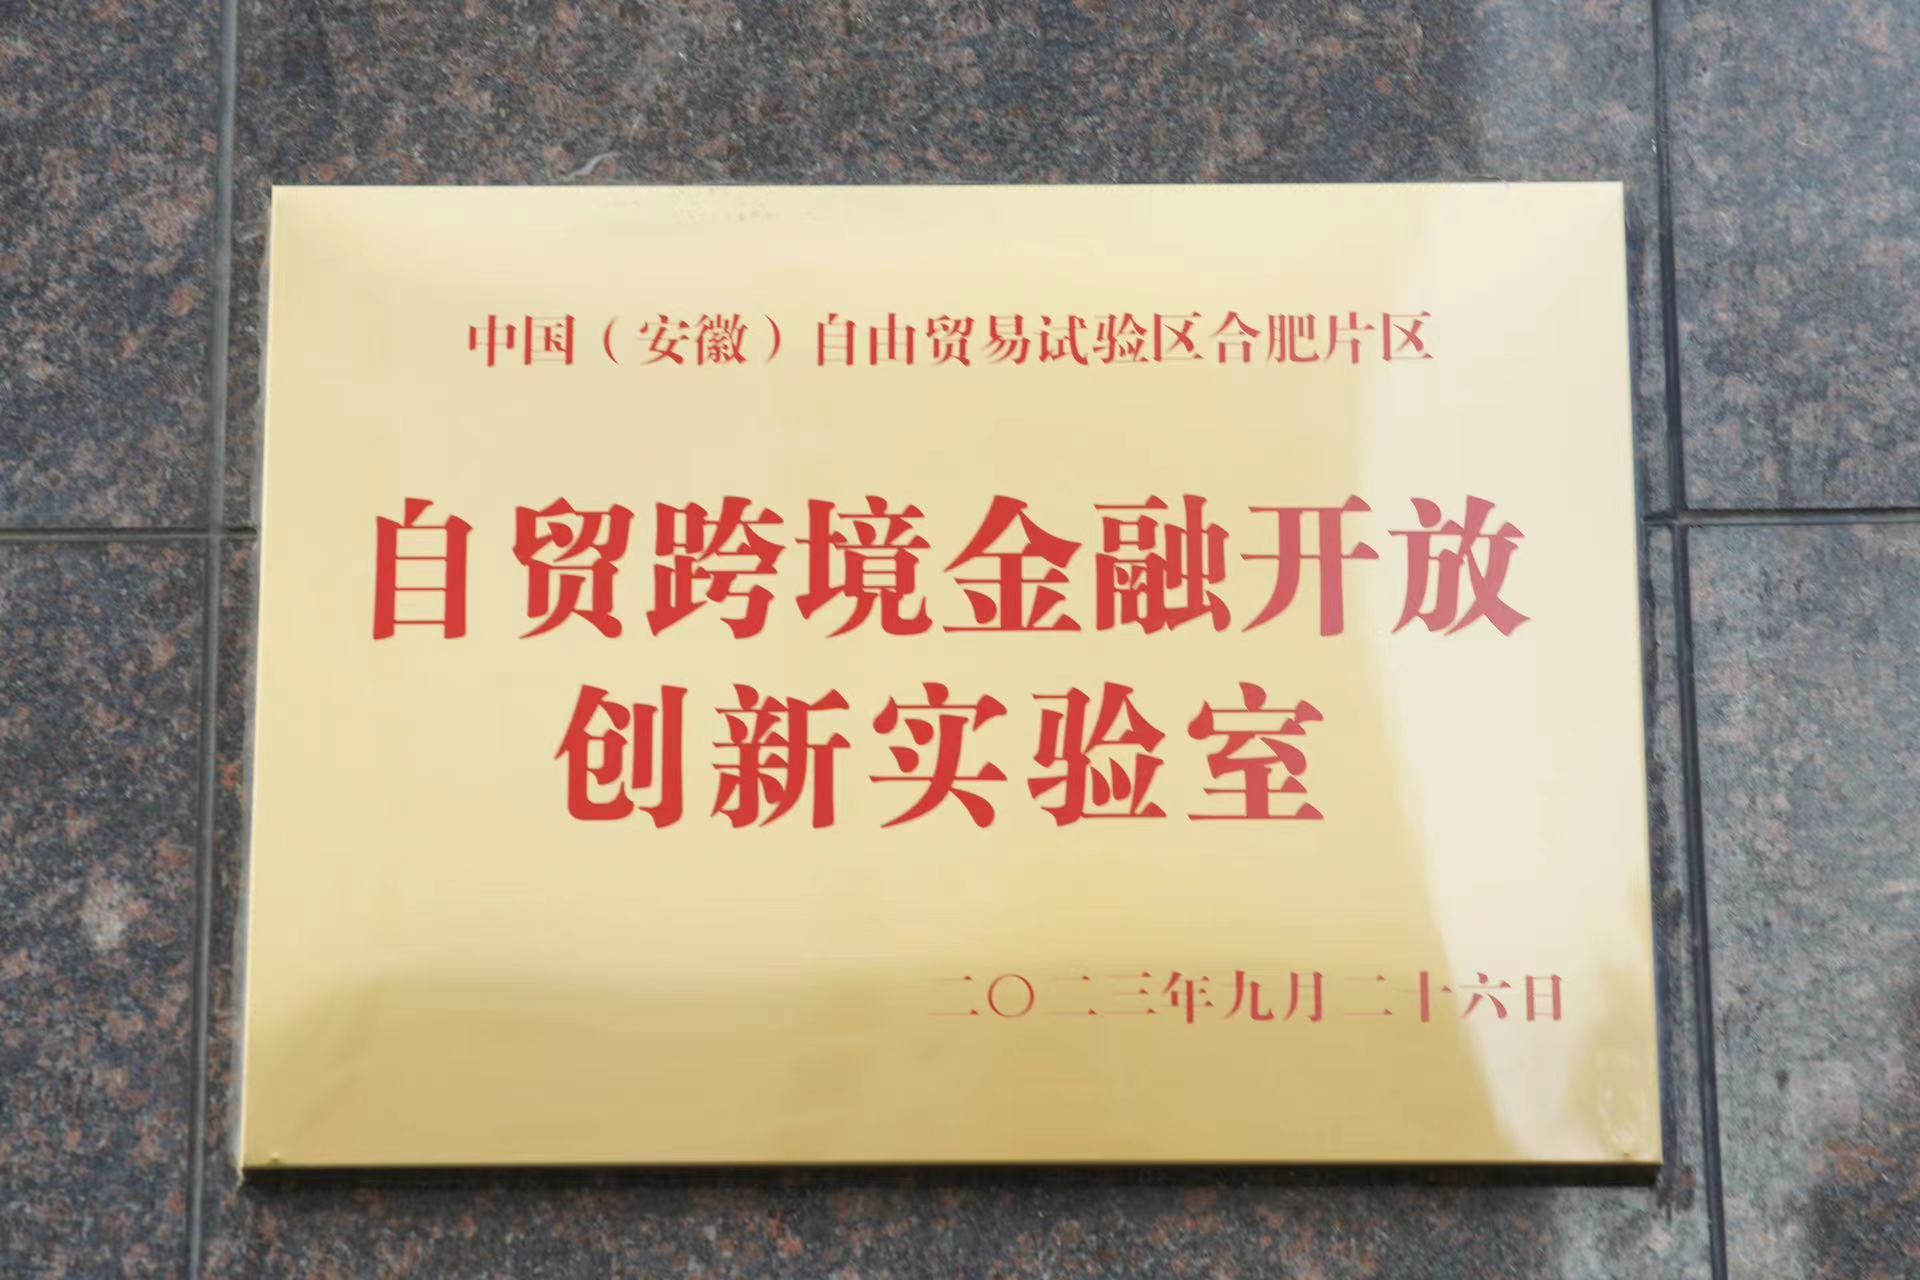 中国（安徽）自由贸易试验区合肥片区
自贸跨境金融开放
创新实验室
二〇二三年九月二十六日